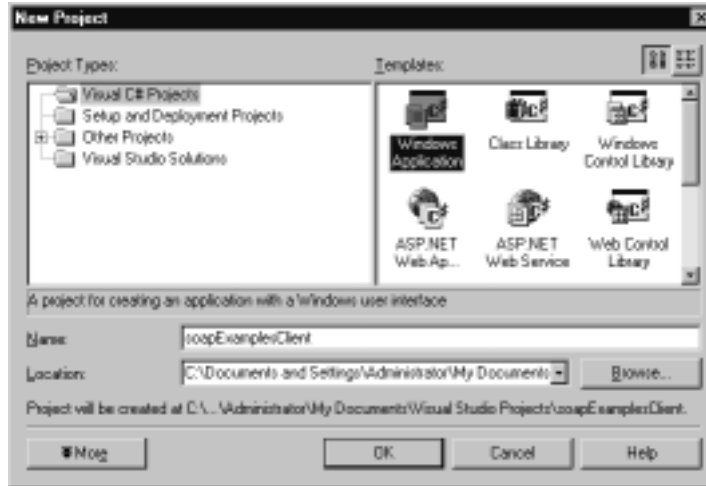 New Project
Project Types:
Templates:
Visual C# Projects
Setup and Deployment Projects
Other Projects
Visual Studio Solutions
Windows Application
Class Library
Windows Control Library
ASP.NET Web Ap...
ASP.NET Web Service
Web Control Library
A project for creating an application with a Windows user interface
Name:
soapExamplesClient
Location:
C:\Documents and Settings\Administrator\My Documents
Browse...
Project will be created at C:\...\Administrator\My Documents\Visual Studio Projects\soapExamplesClient.
More
OK
Cancel
Help